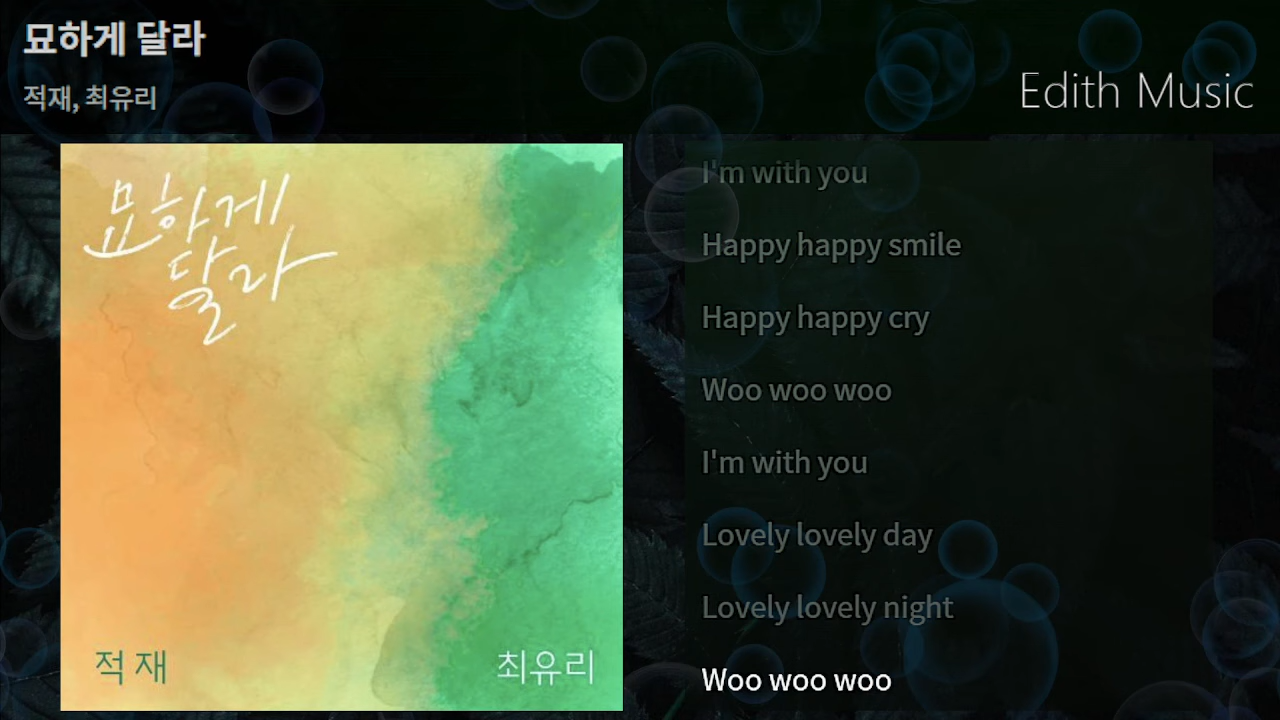 묘하게 달라
적재, 최유리
Edith Music
묘하게
달라
적재
최유리
I'm with you
Happy happy smile
Happy happy cry
Woo woo woo
I'm with you
Lovely lovely day
Lovely lovely night
Woo woo woo